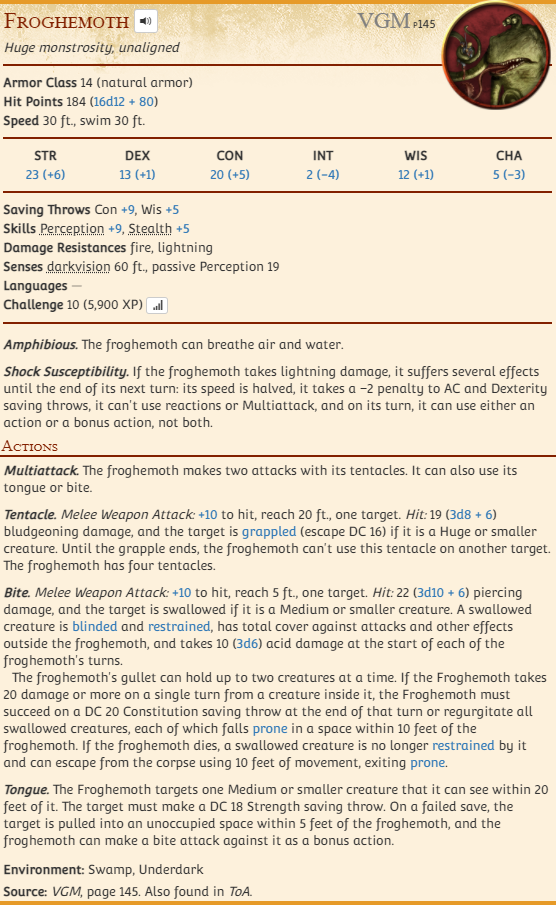 Froghemoth VGM P145
Huge monstrosity, unaligned
Armor Class 14 (natural armor)
Hit Points 184 (16d12 + 80)
Speed 30 ft., swim 30 ft.
STR DEX CON INT WIS CHA
23 (+6) 13 (+1) 20 (+5) 2 (−4) 12 (+1) 5 (−3)
Saving Throws Con +9, Wis +5
Skills Perception +9, Stealth +5
Damage Resistances fire, lightning
Senses darkvision 60 ft., passive Perception 19
Languages —
Challenge 10 (5,900 XP)
Amphibious. The froghemoth can breathe air and water.
Shock Susceptibility. If the froghemoth takes lightning damage, it suffers several effects
until the end of its next turn: its speed is halved, it takes a −2 penalty to AC and Dexterity
saving throws, it can't use reactions or Multiattack, and on its turn, it can use either an
action or a bonus action, not both.
Actions
Multiattack. The froghemoth makes two attacks with its tentacles. It can also use its
tongue or bite.
Tentacle. Melee Weapon Attack: +10 to hit, reach 20 ft., one target. Hit: 19 (3d8 + 6)
bludgeoning damage, and the target is grappled (escape DC 16) if it is a Huge or smaller
creature. Until the grapple ends, the froghemoth can't use this tentacle on another target.
The froghemoth has four tentacles.
Bite. Melee Weapon Attack: +10 to hit, reach 5 ft., one target. Hit: 22 (3d10 + 6) piercing
damage, and the target is swallowed if it is a Medium or smaller creature. A swallowed
creature is blinded and restrained, has total cover against attacks and other effects
outside the froghemoth, and takes 10 (3d6) acid damage at the start of each of the
froghemoth's turns.
The froghemoth's gullet can hold up to two creatures at a time. If the Froghemoth takes
20 damage or more on a single turn from a creature inside it, the Froghemoth must
succeed on a DC 20 Constitution saving throw at the end of that turn or regurgitate all
swallowed creatures, each of which falls prone in a space within 10 feet of the
froghemoth. If the froghemoth dies, a swallowed creature is no longer restrained by it
and can escape from the corpse using 10 feet of movement, exiting prone.
Tongue. The Froghemoth targets one Medium or smaller creature that it can see within 20
feet of it. The target must make a DC 18 Strength saving throw. On a failed save, the
target is pulled into an unoccupied space within 5 feet of the froghemoth, and the
froghemoth can make a bite attack against it as a bonus action.
Environment: Swamp, Underdark
Source: VGM, page 145. Also found in ToA.